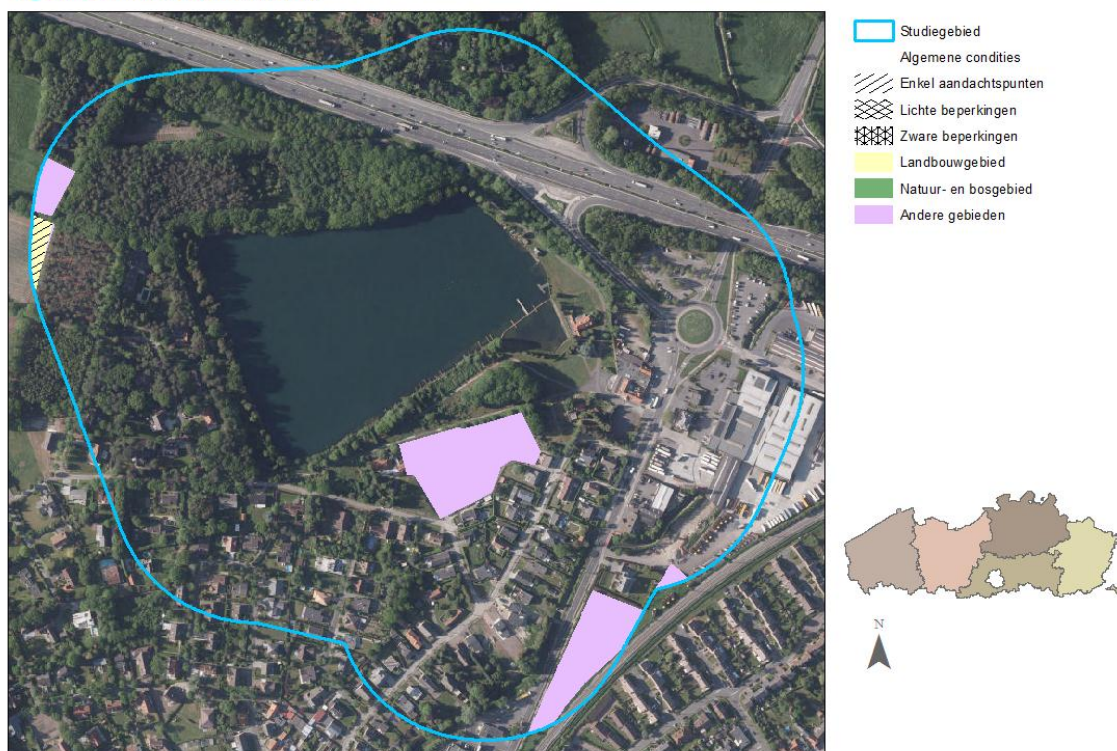 Studiegebied
Algemene condities
Enkel aandachtspunten
Lichte beperkingen
Zware beperkingen
Landbouwgebied
Natuur- en bosgebied
Andere gebieden
N